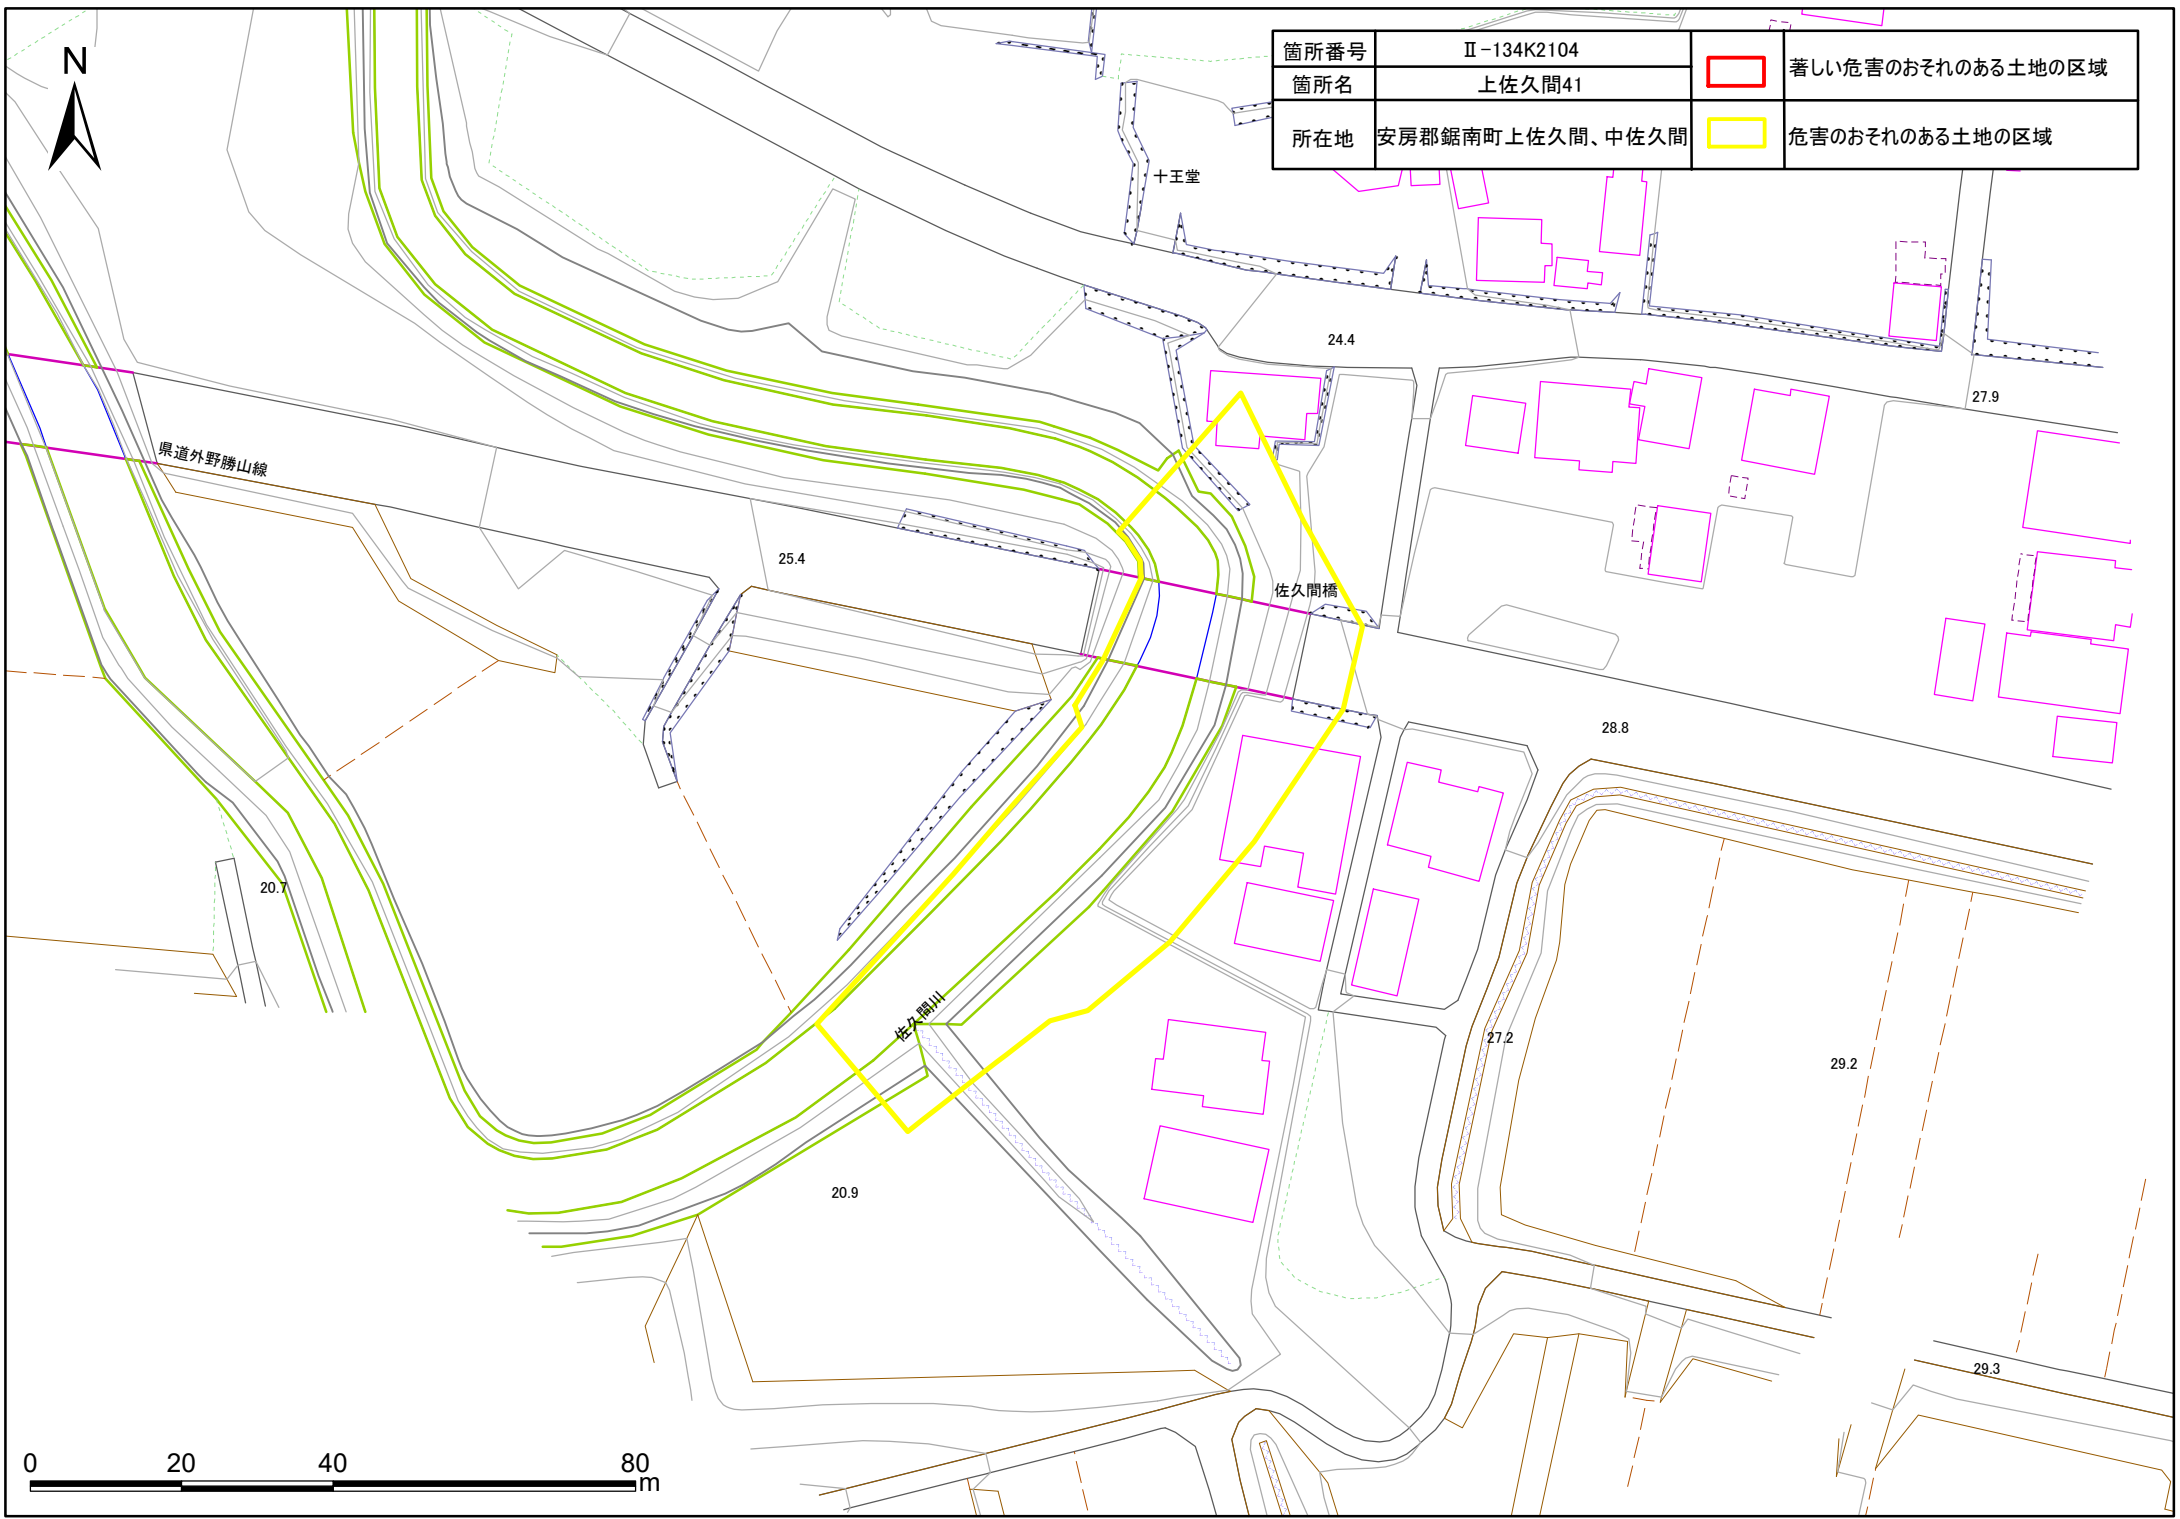 N
箇所番号 Ⅱ-134K2104 著しい危害のおそれのある土地の区域
箇所名 上佐久間41
所在地 安房郡鋸南町上佐久間、中佐久間 危害のおそれのある土地の区域
十王堂
24.4
27.9
県道外野勝山線
25.4
佐久間橋
28.8
20.7
佐久間川
27.2
29.2
20.9
29.3
0 20 40 80
m